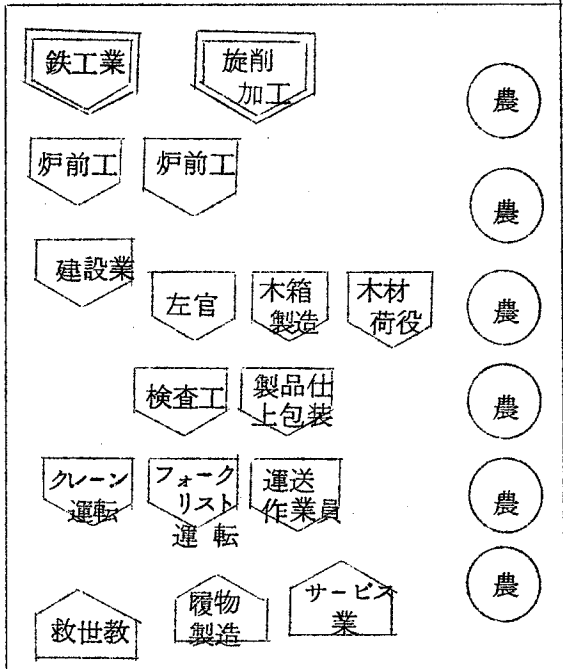 鉄工業
旋削
加工
農
炉前工
炉前工
農
建設業
左官
木箱
製造
木材
荷役
農
検査工
製品仕
上包装
農
クレーン
運転
フォーク
リスト
運転
運送
作業員
農
救世教
履物
製造
サービス
業
農